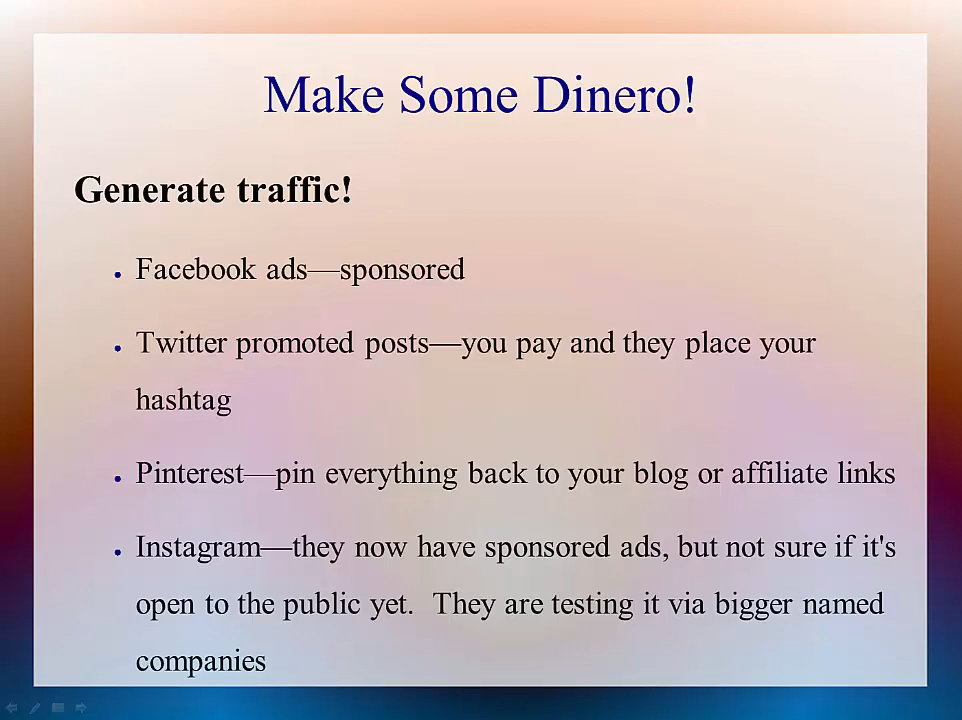 Make Some Dinero!
Generate traffic!
● Facebook ads—sponsored
● Twitter promoted posts—you pay and they place your
hashtag
● Pinterest—pin everything back to your blog or affiliate links
● Instagram—they now have sponsored ads, but not sure if it's
open to the public yet.  They are testing it via bigger named
companies